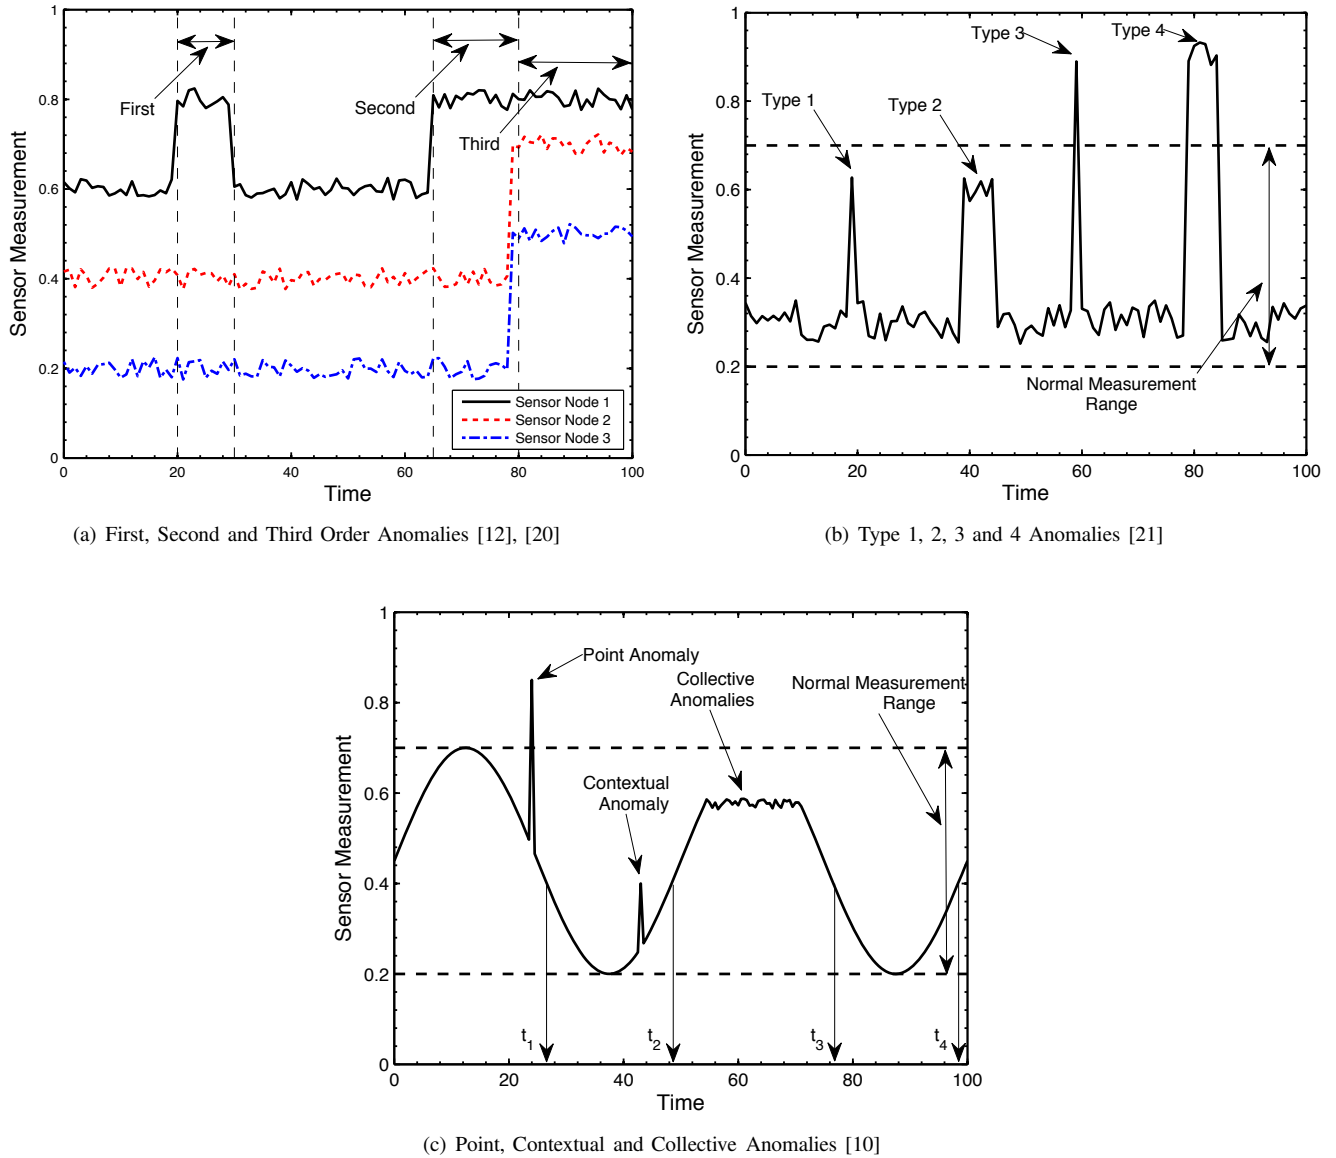 1
0.8
0.6
0.4
0.2
0
Sensor Measurement
First
Second
Third
Sensor Node 1
Sensor Node 2
Sensor Node 3
0 20 40 60 80 100
Time
(a) First, Second and Third Order Anomalies [12], [20]
1
0.8
0.6
0.4
0.2
0
Sensor Measurement
Type 1
Type 2
Type 3
Type 4
Normal Measurement
Range
0 20 40 60 80 100
Time
(b) Type 1, 2, 3 and 4 Anomalies [21]
1
0.8
0.6
0.4
0.2
0
Sensor Measurement
Point Anomaly
Collective
Anomalies
Normal Measurement
Range
Contextual
Anomaly
t1 t2 t3 t4
0 20 40 60 80 100
Time
(c) Point, Contextual and Collective Anomalies [10]